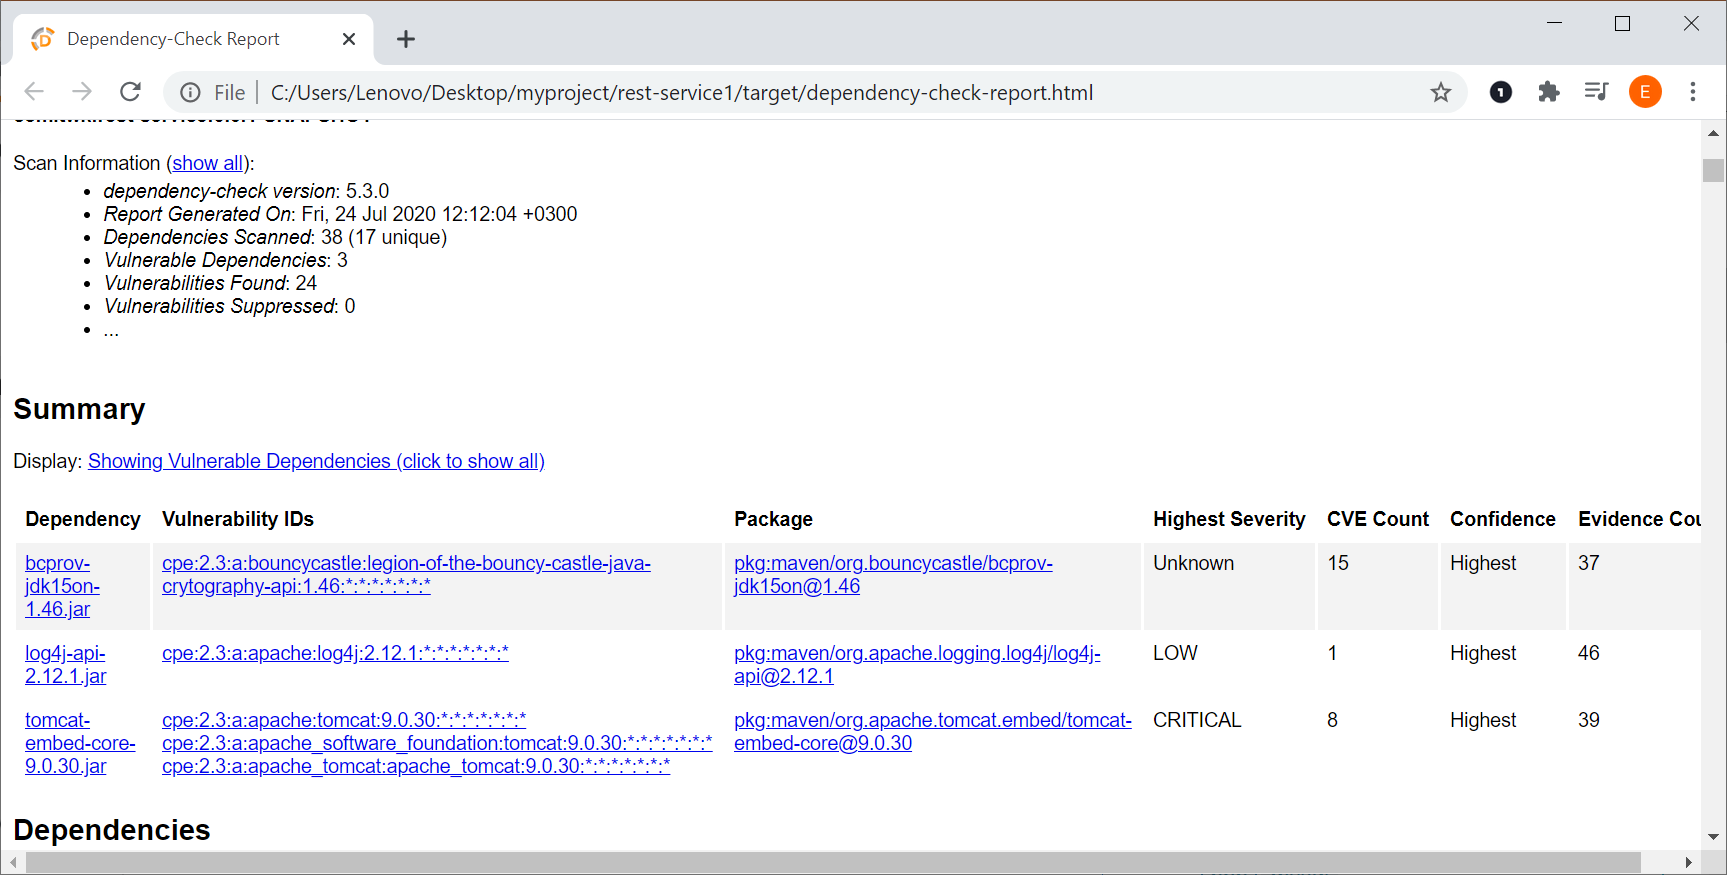 Dependency-Check Report
File
C:/Users/Lenovo/Desktop/myproject/rest-service1/target/dependency-check-report.html
1
E
Scan Information (show all):
• dependency-check version: 5.3.0
• Report Generated On: Fri, 24 Jul 2020 12:12:04 +0300
• Dependencies Scanned: 38 (17 unique)
• Vulnerable Dependencies: 3
• Vulnerabilities Found: 24
• Vulnerabilities Suppressed: 0
• ...
Summary
Display: Showing Vulnerable Dependencies (click to show all)
Dependency Vulnerability IDs Package Highest Severity CVE Count Confidence Evidence Cou
bcprov- cpe:2.3:a:bouncycastle:legion-of-the-bouncy-castle-java- pkg:maven/org.bouncycastle/bcprov- Unknown 15 Highest 37
jdk15on- crytography-api:1.46:*:*:*:*:*:*:* jdk15on@1.46
1.46.jar
log4j-api- cpe:2.3:a:apache:log4j:2.12.1:*:*:*:*:*:*:* pkg:maven/org.apache.logging.log4j/log4j- LOW 1 Highest 46
2.12.1.jar api@2.12.1
tomcat- cpe:2.3:a:apache:tomcat:9.0.30:*:*:*:*:*:*:* pkg:maven/org.apache.tomcat.embed/tomcat- CRITICAL 8 Highest 39
embed-core- cpe:2.3:a:apache_software_foundation:tomcat:9.0.30:*:*:*:*:*:*:* embed-core@9.0.30
9.0.30.jar cpe:2.3:a:apache_tomcat:apache_tomcat:9.0.30:*:*:*:*:*:*:*
Dependencies